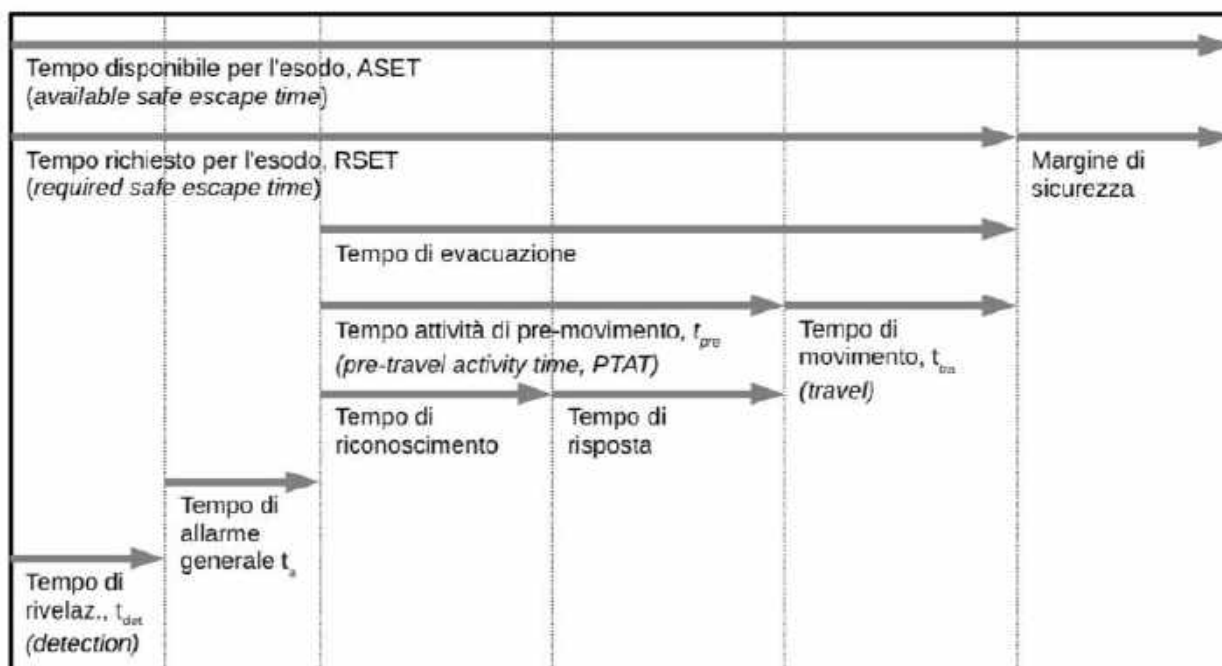 Tempo disponibile per l'esodo, ASET
(available safe escape time)
Tempo richiesto per l'esodo, RSET
(required safe escape time)
Margine di
sicurezza
Tempo di evacuazione
Tempo attività di pre-movimento, tpre
(pre-travel activity time, PTAT)
Tempo di
movimento, ttra
(travel)
Tempo di
riconoscimento
Tempo di
risposta
Tempo di
allarme
generale ta
Tempo di
rivelaz., tdet
(detection)